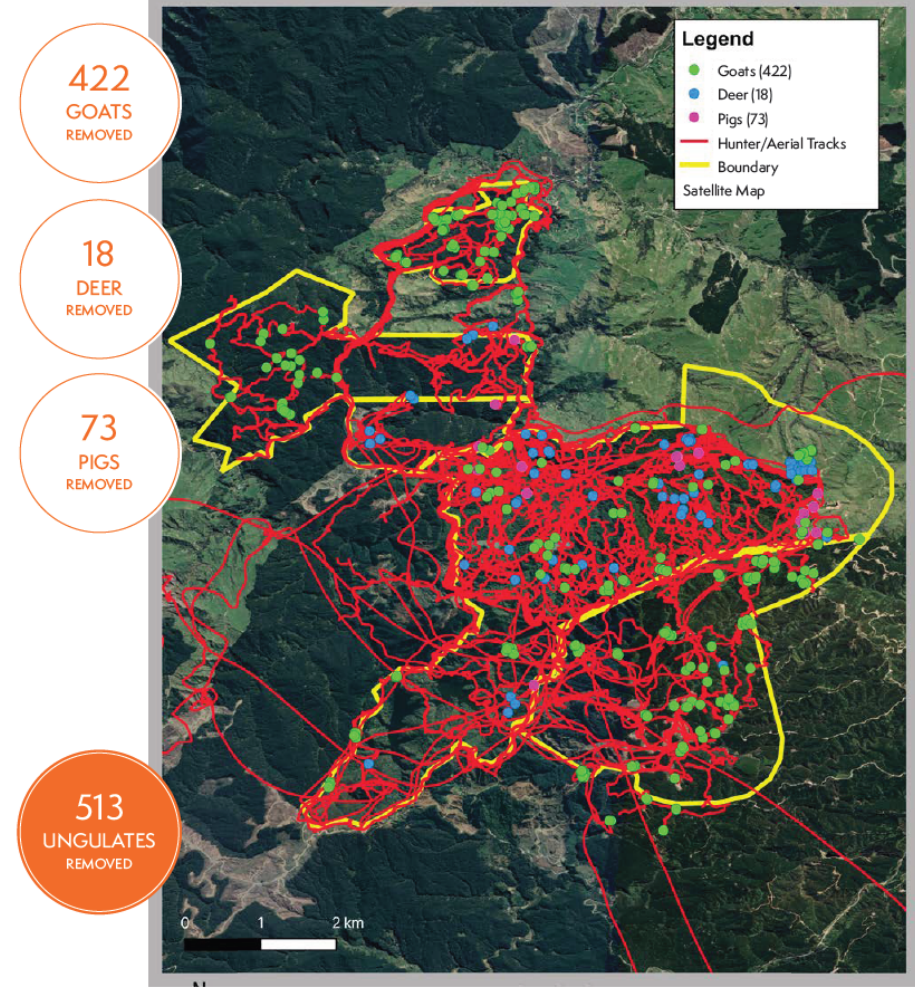 422
GOATS
REMOVED
18
DEER
REMOVED
73
PIGS
REMOVED
513
UNGULATES
REMOVED
Legend
Goats (422)
Deer (18)
Pigs (73)
Hunter/Aerial Tracks
Boundary
Satellite Map
0 1 2 km
N